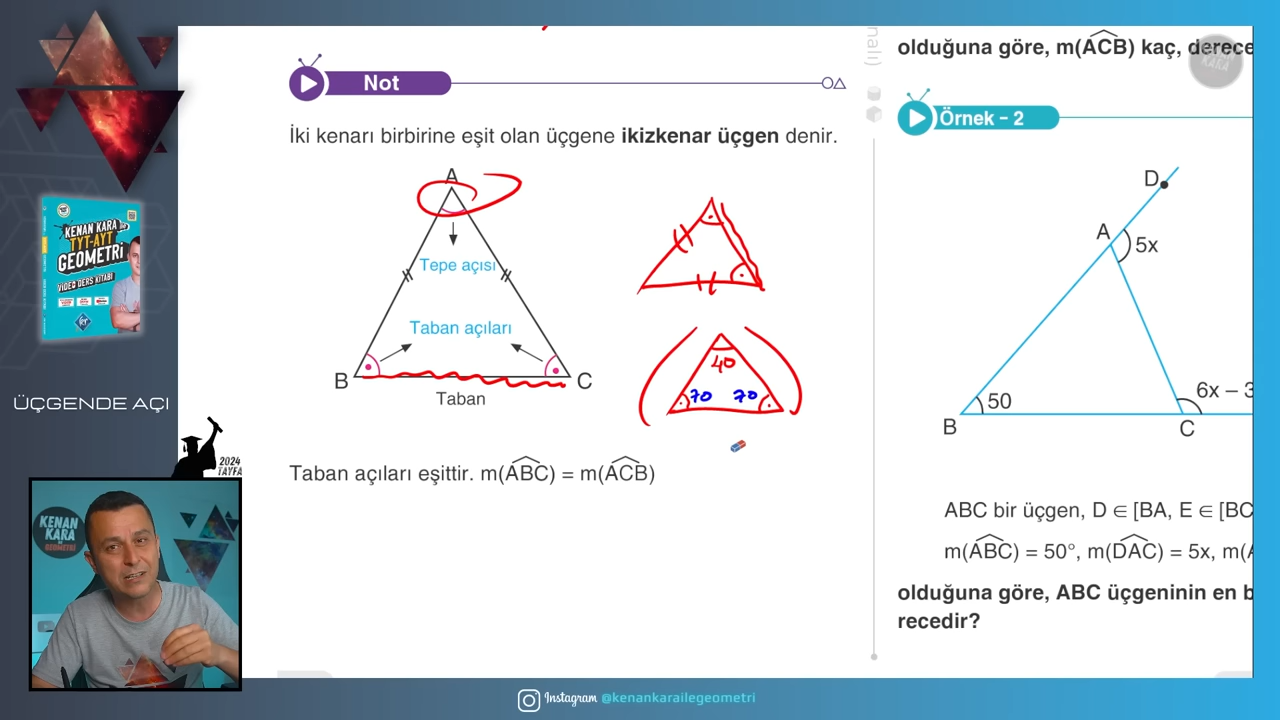 Not
İki kenarı birbirine eşit olan üçgene ikizkenar üçgen denir.
A
Tepe açısı
Taban açıları
B
C
Taban
40
70
70
Taban açıları eşittir. m(ABC) = m(ACB)
olduğuna göre, m(ACB) kaç, derece
Örnek – 2
D
A
5x
50
6x – 3
B
C
ABC bir üçgen, D ∈ [BA, E ∈ [BC
m(ABC) = 50°, m(DAC) = 5x, m(
olduğuna göre, ABC üçgeninin en b
recedir?
KENAN KARA
TYT-AYT
GEOMETRİ
VİDEO DERS KİTABI
ÜÇGENDE AÇI
2024
TAYFA
KENAN
KARA
GEOMETRİ
Instagram @kenankarailegeometri